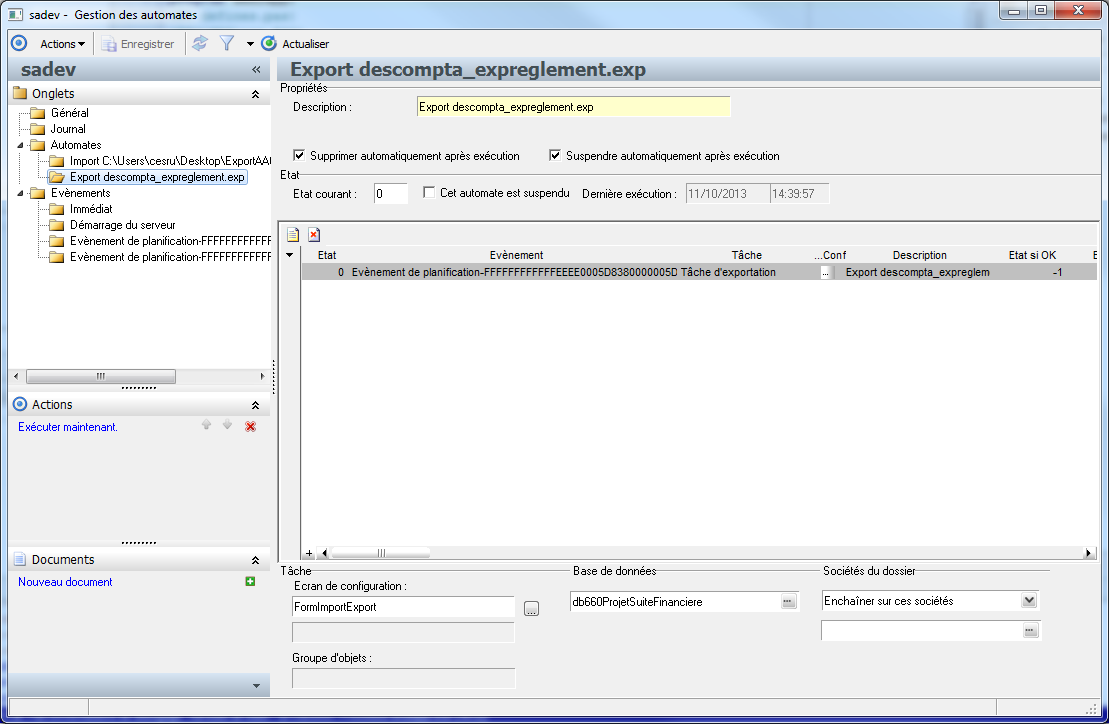 sadev - Gestion des automates
Actions Enregistrer Actualiser
sadev «
Export descompta_expreglement.exp
Onglets
Général
Journal
Automates
Import C:\Users\cesru\Desktop\ExportAA
Export descompta_expreglement.exp
Evènements
Immédiat
Démarrage du serveur
Evènement de planification-FFFFFFFFFFFF
Evènement de planification-FFFFFFFFFFFF
Actions
Exécuter maintenant.
Documents
Nouveau document
Propriétés
Description : Export descompta_expreglement.exp
Supprimer automatiquement après exécution Suspendre automatiquement après exécution
Etat
Etat courant : 0 Cet automate est suspendu Dernière exécution : 11/10/2013 14:39:57
Etat Evènement Tâche ...Conf Description Etat si OK E
0 Evènement de planification-FFFFFFFFFFFFEEEE0005D8380000005D Tâche d'exportation ... Export descompta_expreglem -1
Tâche Base de données Sociétés du dossier
Ecran de configuration :
FormImportExport ... db660ProjetSuiteFinanciere ... Enchaîner sur ces sociétés
...
Groupe d'objets :